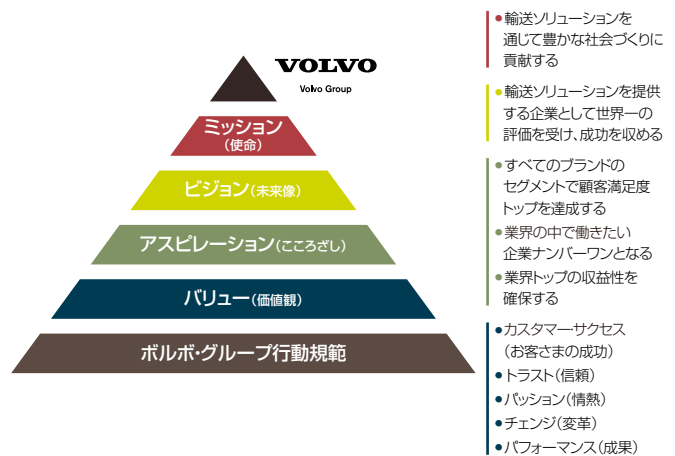 VOLVO
Volvo Group
ミッション
(使命)
ビジョン(未来像)
アスピレーション(こころざし)
バリュー(価値観)
ボルボ・グループ行動規範
●輸送ソリューションを
通じて豊かな社会づくりに
貢献する
●輸送ソリューションを提供
する企業として世界一の
評価を受け、成功を収める
●すべてのブランドの
セグメントで顧客満足度
トップを達成する
●業界の中で働きたい
企業ナンバーワンとなる
●業界トップの収益性を
確保する
●カスタマー・サクセス
(お客さまの成功)
●トラスト(信頼)
●パッション(情熱)
●チェンジ(変革)
●パフォーマンス(成果)